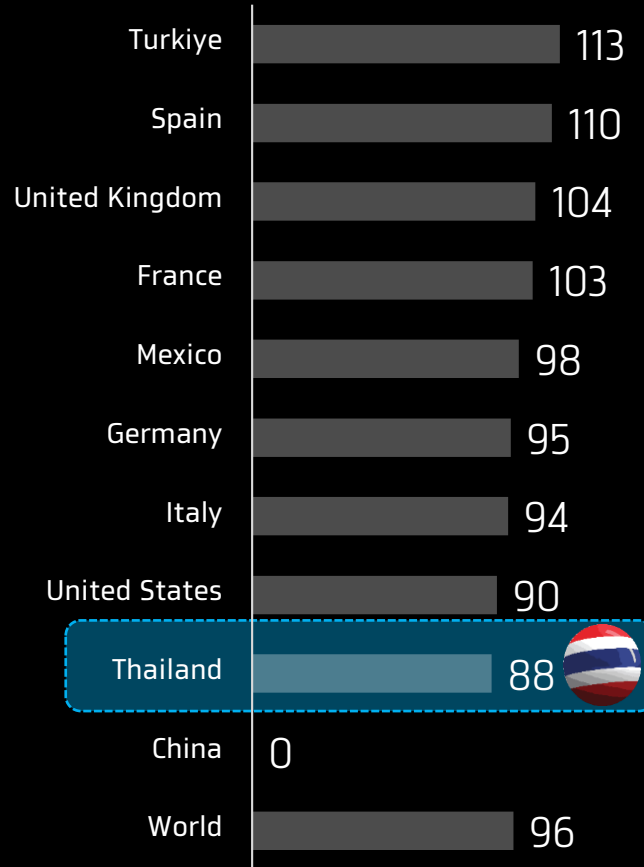 Turkiye 113
Spain 110
United Kingdom 104
France 103
Mexico 98
Germany 95
Italy 94
United States 90
Thailand 88
China 0
World 96